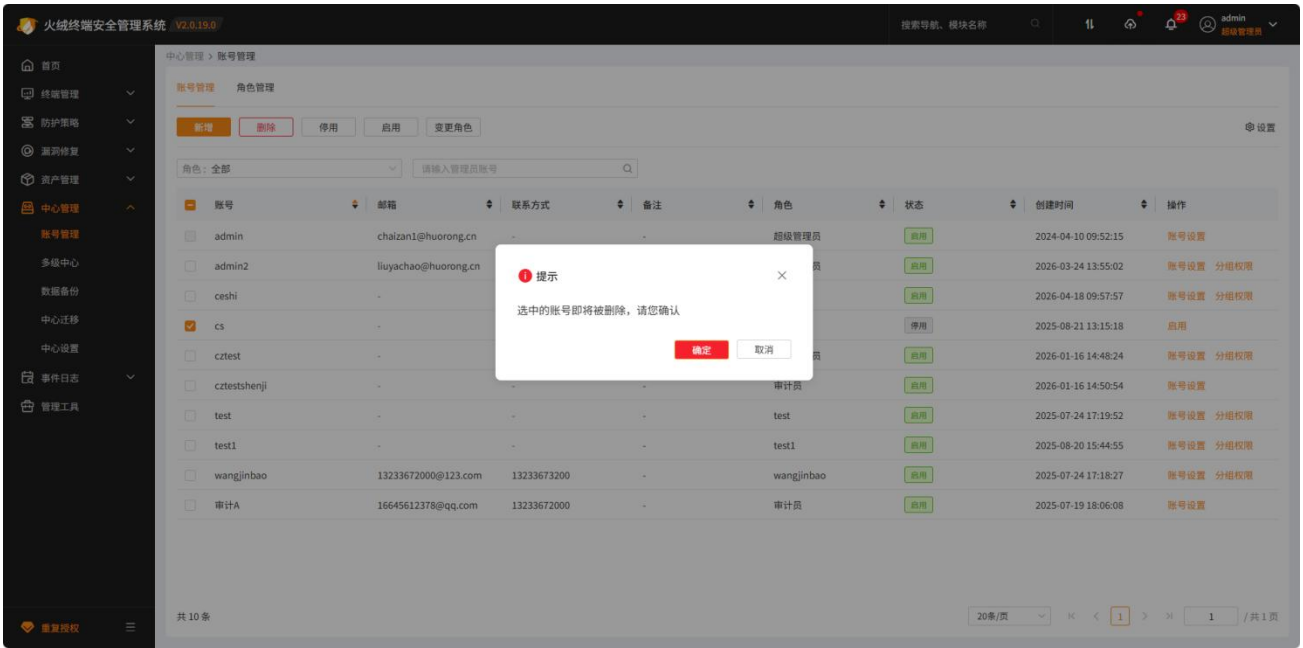 火绒终端安全管理系统 V2.0.19.0 搜索导航、模块名称 23 admin 超级管理员
首页
终端管理
防护策略
漏洞修复
资产管理
中心管理
账号管理
多级中心
数据备份
中心迁移
中心设置
事件日志
管理工具
重复授权
中心管理 > 账号管理
账号管理 角色管理
新增 删除 停用 启用 变更角色 设置
角色：全部 请输入管理员账号
账号 邮箱 联系方式 备注 角色 状态 创建时间 操作
admin chaizan1@huorong.cn - - 超级管理员 启用 2024-04-10 09:52:15 账号设置
admin2 liuyachao@huorong.cn 员 启用 2026-03-24 13:55:02 账号设置 分组权限
ceshi - 启用 2026-04-18 09:57:57 账号设置 分组权限
cs - 停用 2025-08-21 13:15:18 启用
cztest - 员 启用 2026-01-16 14:48:24 账号设置 分组权限
cztestshenji - - - 审计员 启用 2026-01-16 14:50:54 账号设置
test - - - test 启用 2025-07-24 17:19:52 账号设置 分组权限
test1 - - - test1 启用 2025-08-20 15:44:55 账号设置 分组权限
wangjinbao 13233672000@123.com 13233673200 - wangjinbao 启用 2025-07-24 17:18:27 账号设置 分组权限
审计A 16645612378@qq.com 13233672000 - 审计员 启用 2025-07-19 18:06:08 账号设置
提示
选中的账号即将被删除，请您确认
确定 取消
共 10 条 20条/页 1 1 / 共 1 页